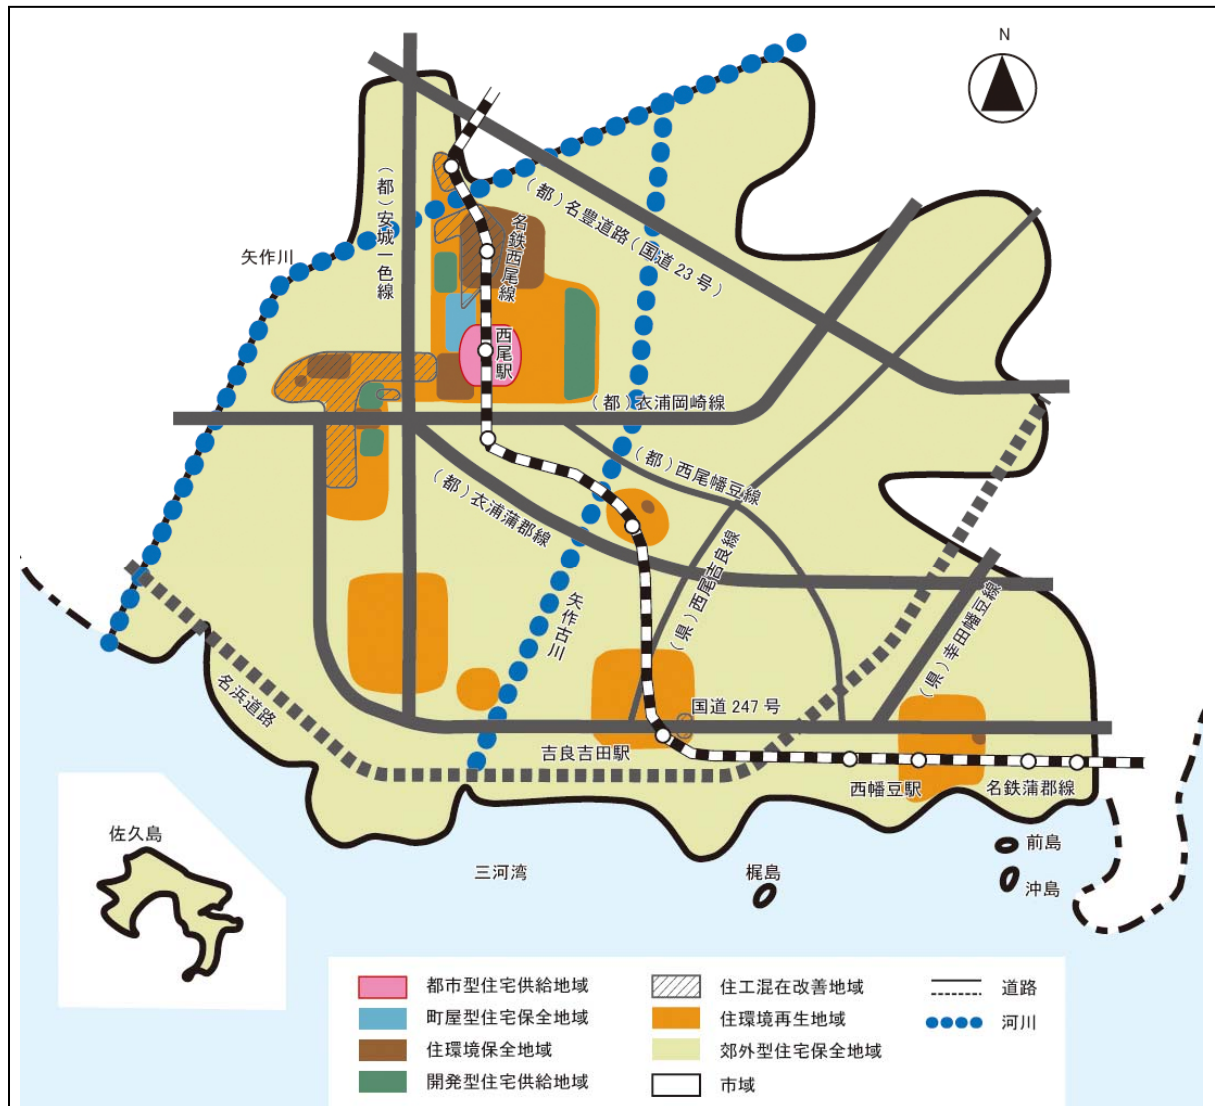 N
(都)安城一色線
(都)名豊道路(国道23号)
名鉄西尾線
矢作川
西尾駅
(都)衣浦岡崎線
(都)西尾幡豆線
(都)衣浦蒲郡線
(県)西尾吉良線
矢作古川
(県)幸田幡豆線
名浜道路
国道247号
吉良吉田駅
西幡豆駅
名鉄蒲郡線
佐久島
三河湾
梶島
前島
沖島
都市型住宅供給地域
町屋型住宅保全地域
住環境保全地域
開発型住宅供給地域
住工混在改善地域
住環境再生地域
郊外型住宅保全地域
市域
道路
河川